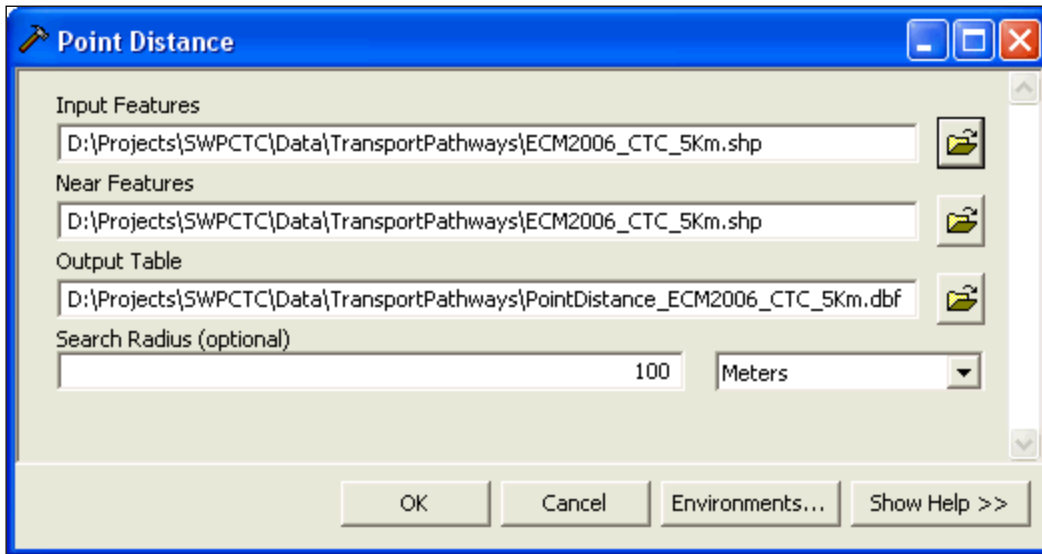 Point Distance
Input Features
D:\Projects\SWPCTC\Data\TransportPathways\ECM2006_CTC_5Km.shp
Near Features
D:\Projects\SWPCTC\Data\TransportPathways\ECM2006_CTC_5Km.shp
Output Table
D:\Projects\SWPCTC\Data\TransportPathways\PointDistance_ECM2006_CTC_5Km.dbf
Search Radius (optional)
100 Meters
OK Cancel Environments... Show Help >>